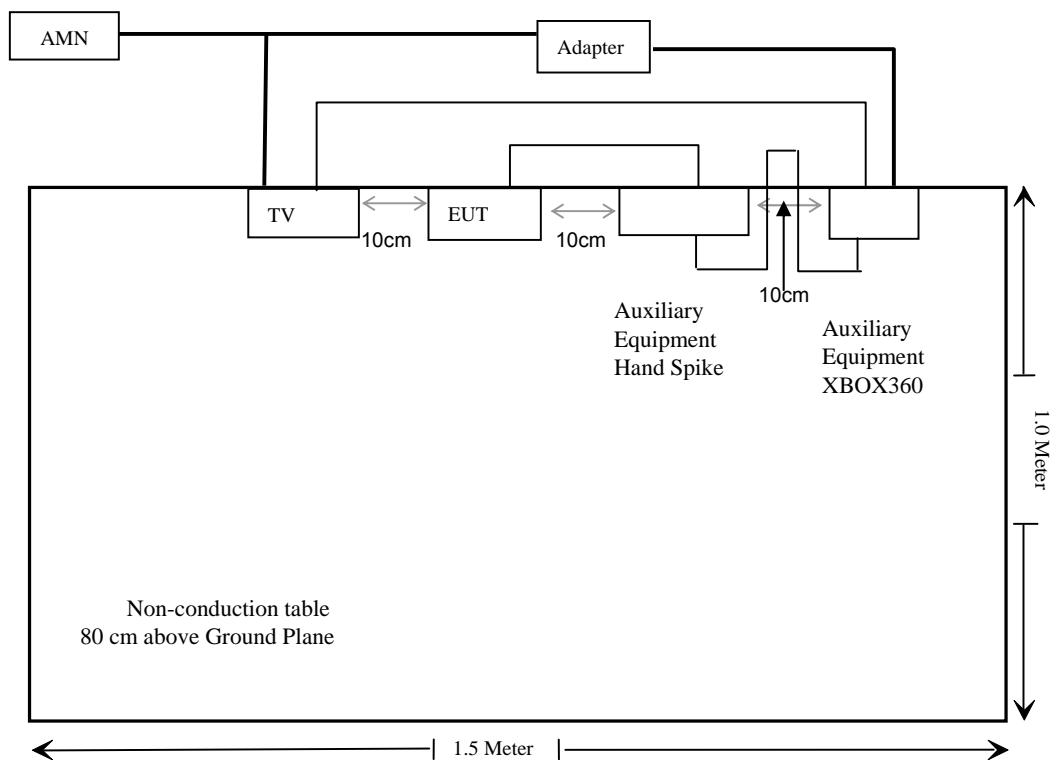 AMN
Adapter
TV
EUT
10cm
10cm
10cm
Auxiliary
Equipment
Hand Spike
Auxiliary
Equipment
XBOX360
1.0 Meter
Non-conduction table
80 cm above Ground Plane
1.5 Meter